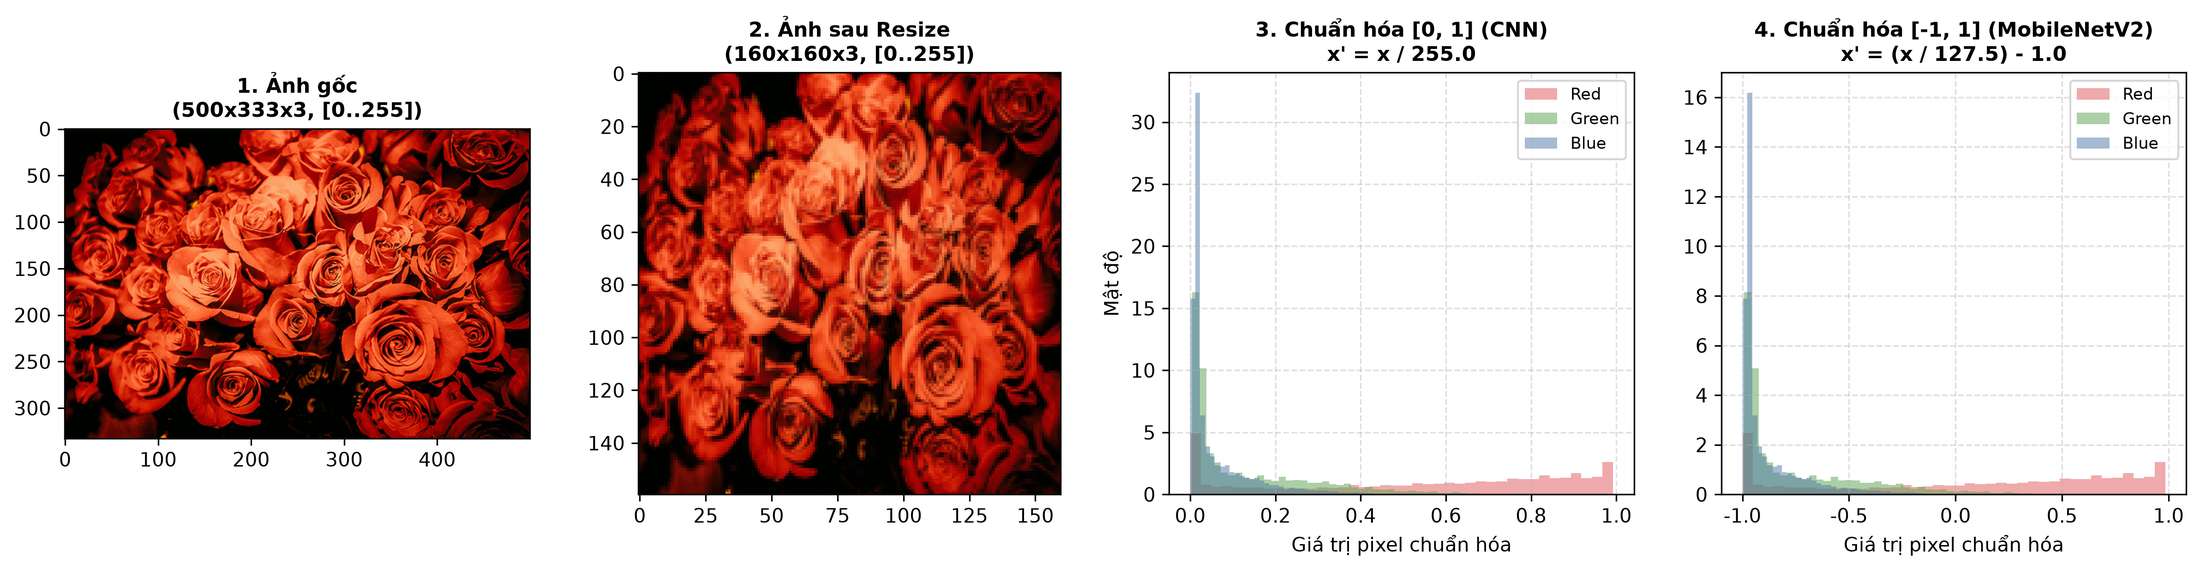 1. Ảnh gốc
(500x333x3, [0..255])
0
50
100
150
200
250
300
0 100 200 300 400
2. Ảnh sau Resize
(160x160x3, [0..255])
0
20
40
60
80
100
120
140
0 25 50 75 100 125 150
3. Chuẩn hóa [0, 1] (CNN)
x' = x / 255.0
Red
Green
Blue
Mật độ
30
25
20
15
10
5
0
0.0 0.2 0.4 0.6 0.8 1.0
Giá trị pixel chuẩn hóa
4. Chuẩn hóa [-1, 1] (MobileNetV2)
x' = (x / 127.5) - 1.0
Red
Green
Blue
16
14
12
10
8
6
4
2
0
-1.0 -0.5 0.0 0.5 1.0
Giá trị pixel chuẩn hóa